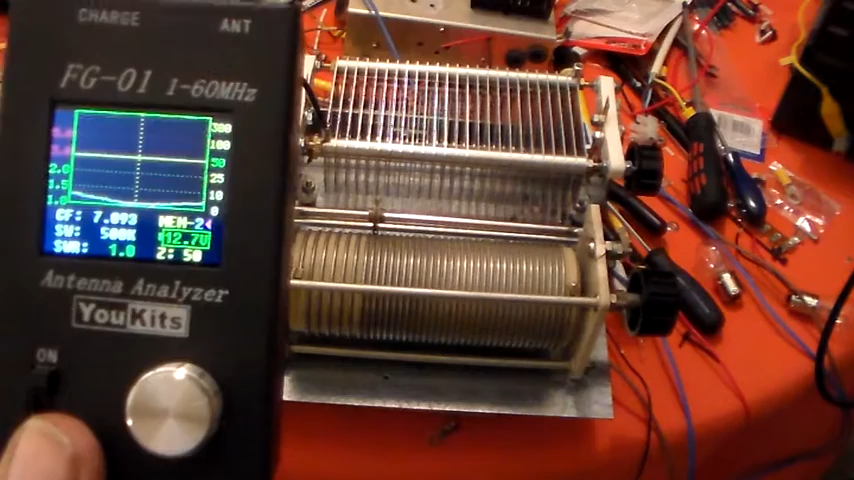 CHARGE ANT
FG-01 1-60MHz
300
100
50
2.0 25
1.5 10
1.0 0
CF: 7.093 MEM-2
SW: 500K 12.7V
SWR: 1.0 Z: 50
Antenna Analyzer
YouKits
ON